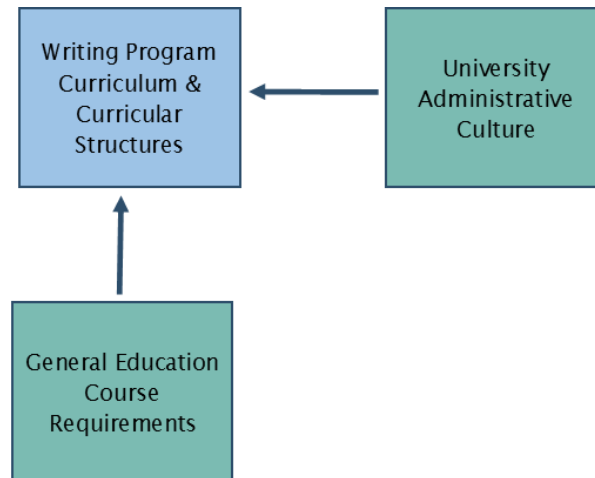 Writing Program
Curriculum &
Curricular
Structures
University
Administrative
Culture
General Education
Course
Requirements